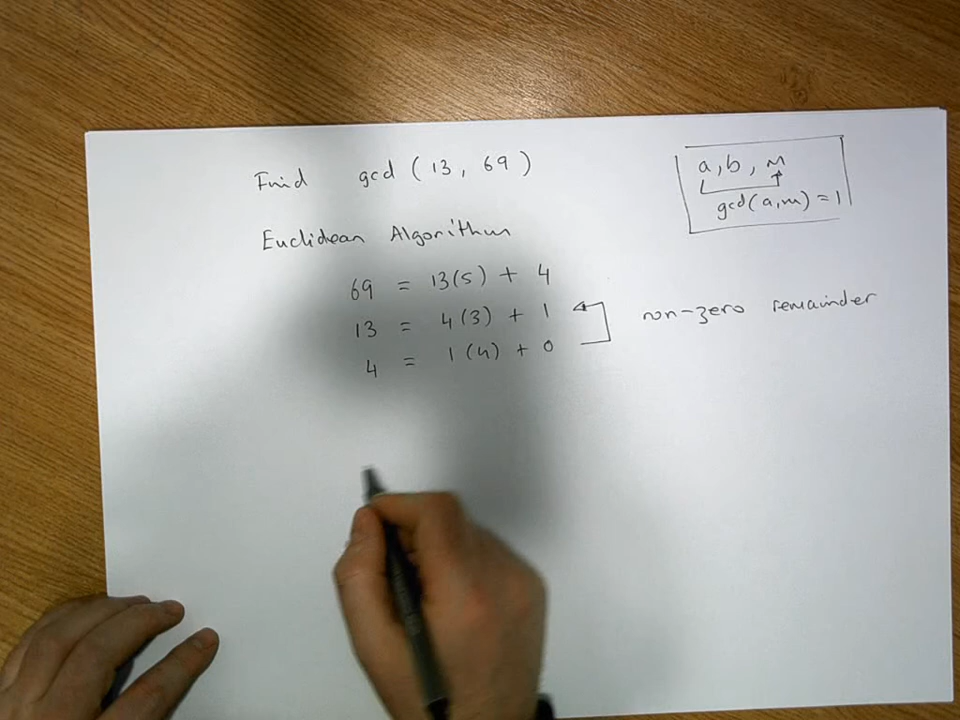 Find gcd (13, 69)
a, b, m
gcd(a,m) = 1
Euclidean Algorithm
69 = 13(5) + 4
13 = 4(3) + 1
non-zero remainder
4 = 1(4) + 0